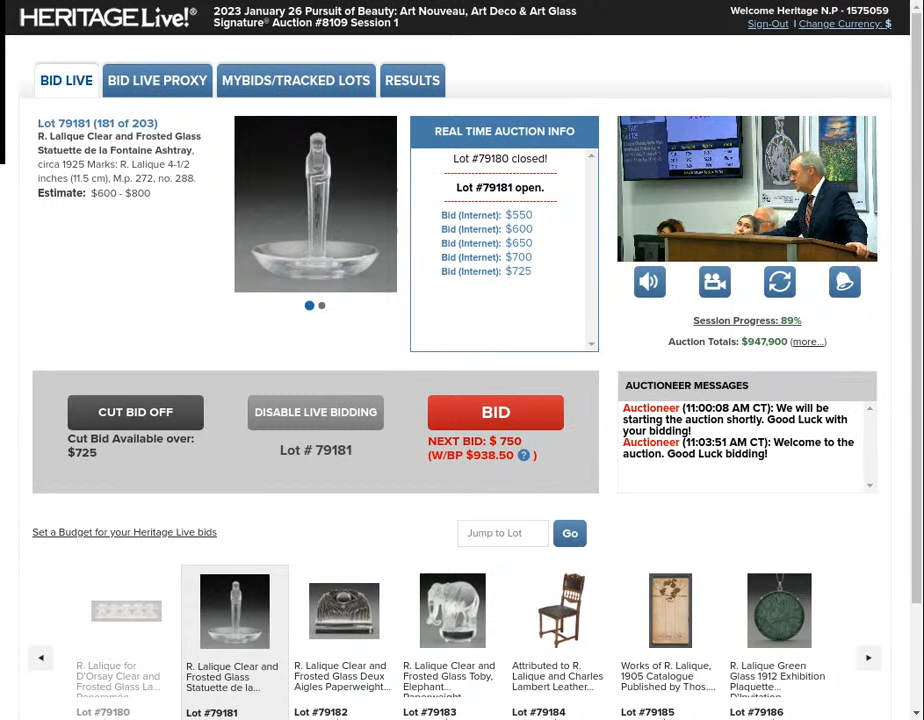 HERITAGE Live!®
2023 January 26 Pursuit of Beauty: Art Nouveau, Art Deco & Art Glass
Signature® Auction #8109 Session 1
Welcome Heritage N.P - 1575059
Sign-Out | Change Currency: $
BID LIVE
BID LIVE PROXY
MYBIDS/TRACKED LOTS
RESULTS
Lot 79181 (181 of 203)
R. Lalique Clear and Frosted Glass
Statuette de la Fontaine Ashtray,
circa 1925 Marks: R. Lalique 4-1/2
inches (11.5 cm), M.p. 272, no. 288.
Estimate: $600 - $800
REAL TIME AUCTION INFO
Lot #79180 closed!
Lot #79181 open.
Bid (Internet): $550
Bid (Internet): $600
Bid (Internet): $650
Bid (Internet): $700
Bid (Internet): $725
Session Progress: 89%
Auction Totals: $947,900 (more...)
CUT BID OFF
Cut Bid Available over:
$725
DISABLE LIVE BIDDING
Lot # 79181
BID
NEXT BID: $ 750
(W/BP $938.50 ? )
AUCTIONEER MESSAGES
Auctioneer (11:00:08 AM CT): We will be
starting the auction shortly. Good Luck with
your bidding!
Auctioneer (11:03:51 AM CT): Welcome to the
auction. Good Luck bidding!
Set a Budget for your Heritage Live bids
Jump to Lot
Go
R. Lalique for
D'Orsay Clear and
Frosted Glass La...
Lot #79180
R. Lalique Clear and
Frosted Glass
Statuette de la...
Lot #79181
R. Lalique Clear and
Frosted Glass Deux
Aigles Paperweight...
Lot #79182
R. Lalique Clear and
Frosted Glass Toby,
Elephant...
Lot #79183
Attributed to R.
Lalique and Charles
Lambert Leather...
Lot #79184
Works of R. Lalique,
1905 Catalogue
Published by Thos....
Lot #79185
R. Lalique Green
Glass 1912 Exhibition
Plaquette...
Lot #79186